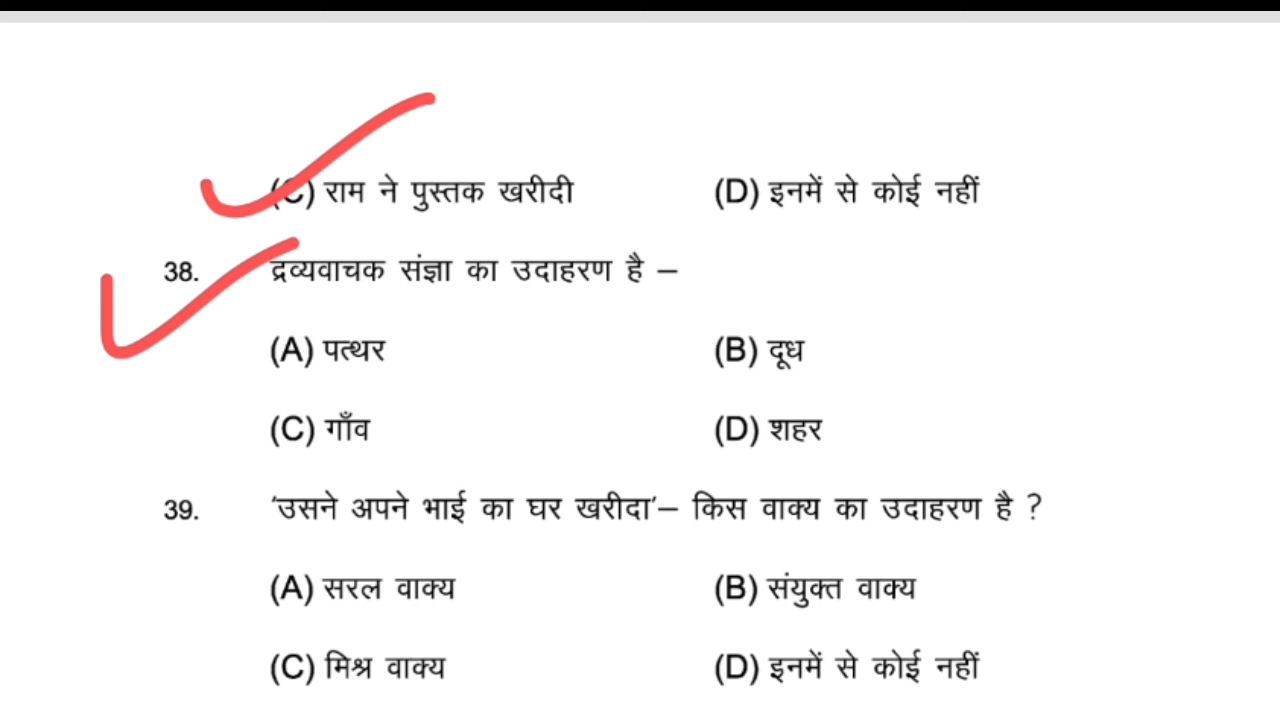 (C) राम ने पुस्तक खरीदी (D) इनमें से कोई नहीं
38. द्रव्यवाचक संज्ञा का उदाहरण है –
(A) पत्थर (B) दूध
(C) गाँव (D) शहर
39. 'उसने अपने भाई का घर खरीदा'– किस वाक्य का उदाहरण है ?
(A) सरल वाक्य (B) संयुक्त वाक्य
(C) मिश्र वाक्य (D) इनमें से कोई नहीं